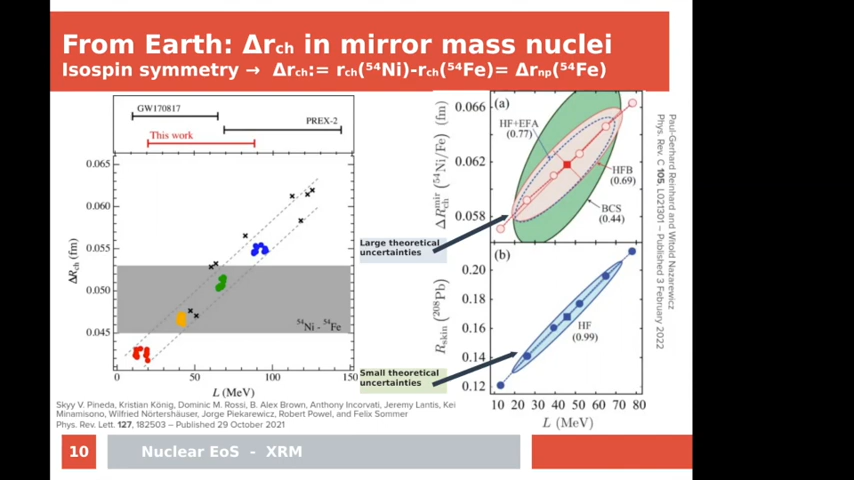 From Earth: Δrch in mirror mass nuclei
Isospin symmetry → Δrch:= rch(⁵⁴Ni)-rch(⁵⁴Fe)= Δrnp(⁵⁴Fe)
GW170817
PREX-2
This work
0.065
0.060
0.055
0.050
0.045
ΔRch (fm)
⁵⁴Ni - ⁵⁴Fe
0 50 100 150
L (MeV)
Large theoretical
uncertainties
Small theoretical
uncertainties
(a)
0.066
0.062
0.058
ΔRch^mir (⁵⁴Ni/Fe) (fm)
HF+EFA
(0.77)
HFB
(0.69)
BCS
(0.44)
(b)
0.20
0.18
0.16
0.14
0.12
Rskin (²⁰⁸Pb)
HF
(0.99)
10 20 30 40 50 60 70 80
L (MeV)
Paul-Gerhard Reinhard and Witold Nazarewicz
Phys. Rev. C 105, L021301 – Published 3 February 2022
Skyy V. Pineda, Kristian König, Dominic M. Rossi, B. Alex Brown, Anthony Incorvati, Jeremy Lantis, Kei
Minamisono, Wilfried Nörtershäuser, Jorge Piekarewicz, Robert Powel, and Felix Sommer
Phys. Rev. Lett. 127, 182503 – Published 29 October 2021
10
Nuclear EoS - XRM